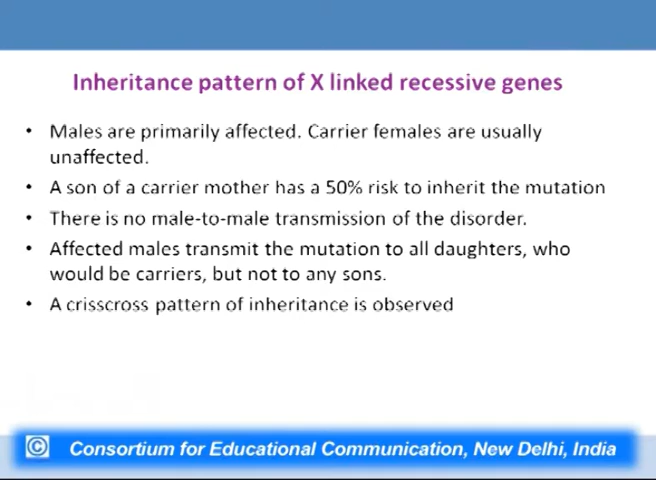 Inheritance pattern of X linked recessive genes
• Males are primarily affected. Carrier females are usually
unaffected.
• A son of a carrier mother has a 50% risk to inherit the mutation
• There is no male-to-male transmission of the disorder.
• Affected males transmit the mutation to all daughters, who
would be carriers, but not to any sons.
• A crisscross pattern of inheritance is observed
© Consortium for Educational Communication, New Delhi, India